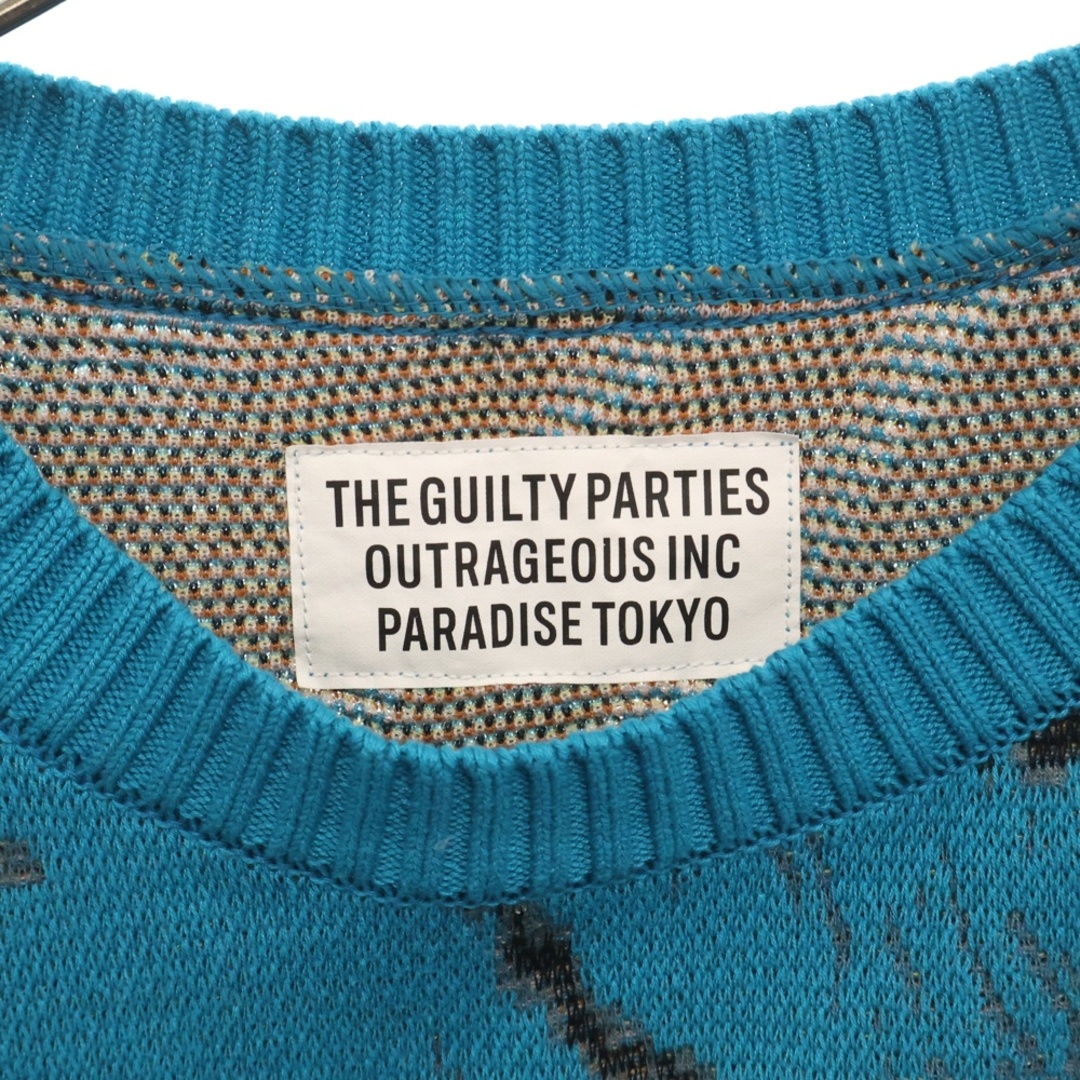 THE GUILTY PARTIES
OUTRAGEOUS INC
PARADISE TOKYO